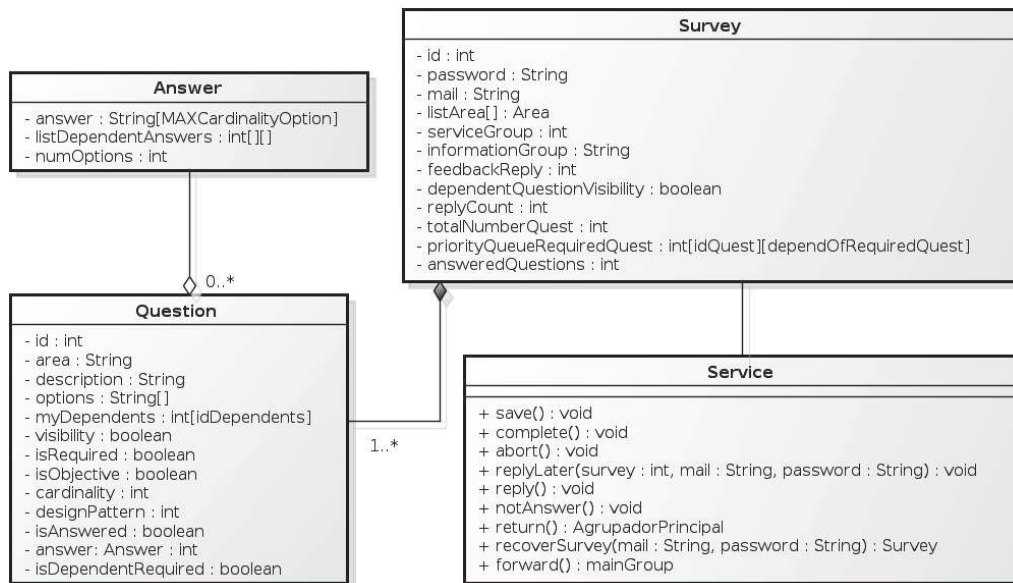 Survey
- id : int
- password : String
- mail : String
- listArea[] : Area
- serviceGroup : int
- informationGroup : String
- feedbackReply : int
- dependentQuestionVisibility : boolean
- replyCount : int
- totalNumberQuest : int
- priorityQueueRequiredQuest : int[idQuest][dependOfRequiredQuest]
- answeredQuestions : int
Answer
- answer : String[MAXCardinalityOption]
- listDependentAnswers : int[][]
- numOptions : int
0..*
Question
- id : int
- area : String
- description : String
- options : String[]
- myDependents : int[idDependents]
- visibility : boolean
- isRequired : boolean
- isObjective : boolean
- cardinality : int
- designPattern : int
- isAnswered : boolean
- answer: Answer : int
- isDependentRequired : boolean
1..*
Service
+ save() : void
+ complete() : void
+ abort() : void
+ replyLater(survey : int, mail : String, password : String) : void
+ reply() : void
+ notAnswer() : void
+ return() : AgrupadorPrincipal
+ recoverSurvey(mail : String, password : String) : Survey
+ forward() : mainGroup